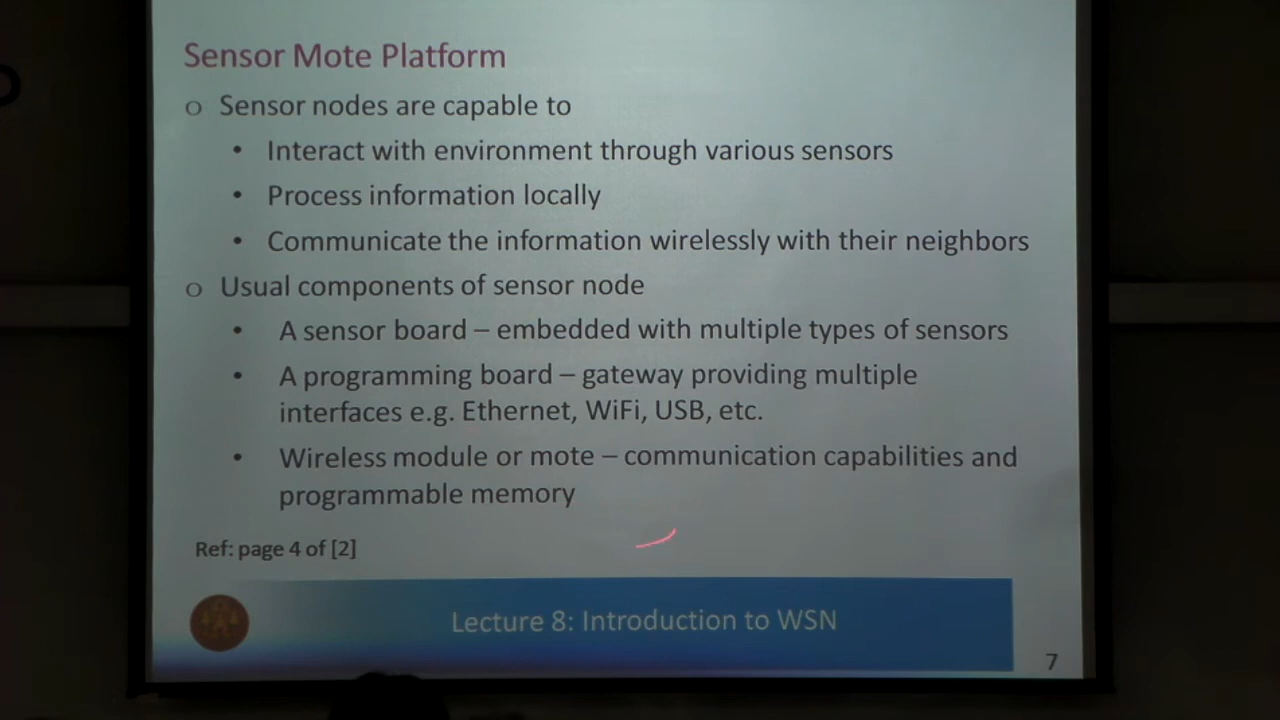 Sensor Mote Platform
o Sensor nodes are capable to
• Interact with environment through various sensors
• Process information locally
• Communicate the information wirelessly with their neighbors
o Usual components of sensor node
• A sensor board – embedded with multiple types of sensors
• A programming board – gateway providing multiple
interfaces e.g. Ethernet, WiFi, USB, etc.
• Wireless module or mote – communication capabilities and
programmable memory
Ref: page 4 of [2]
Lecture 8: Introduction to WSN
7